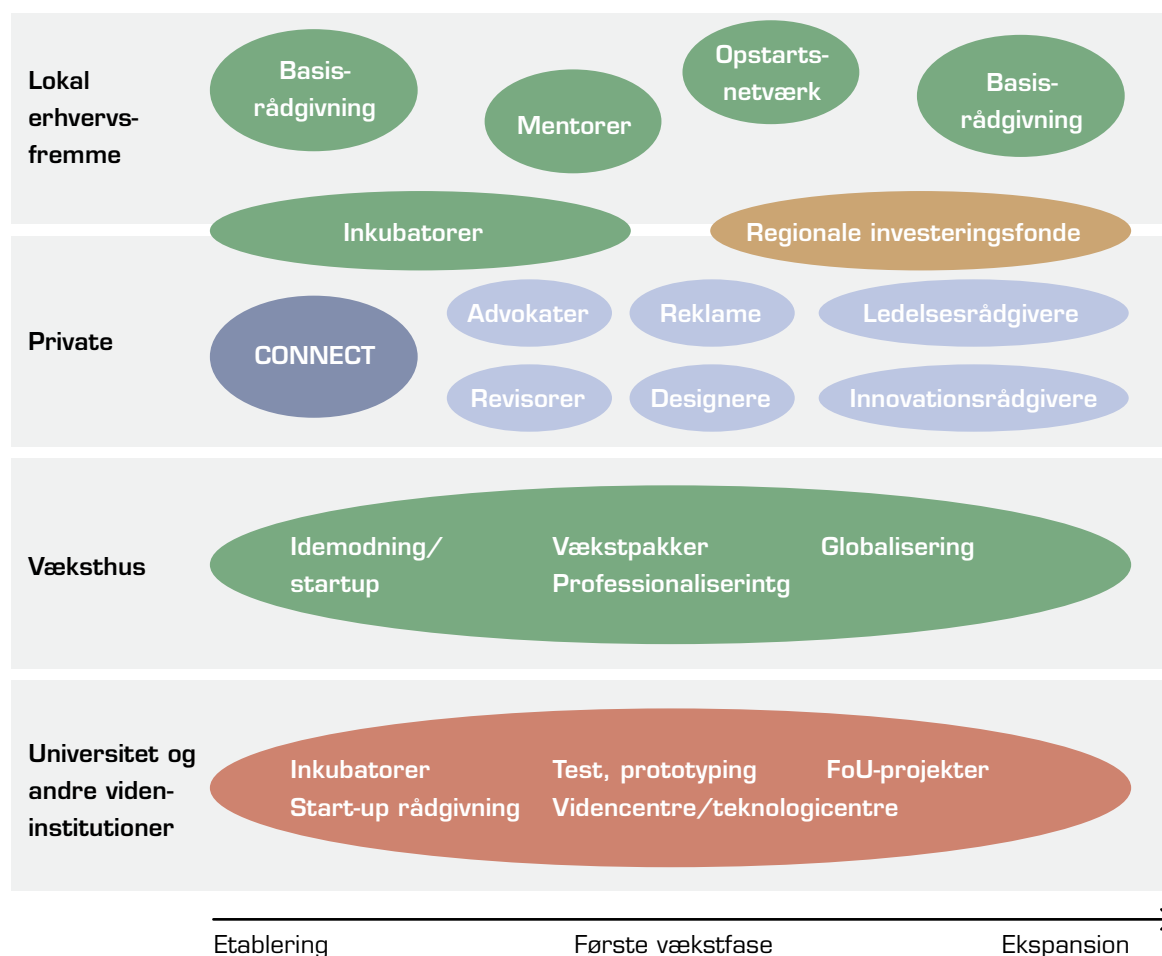 Lokal
erhvervs-
fremme
Basis-
rådgivning
Mentorer
Opstarts-
netværk
Basis-
rådgivning
Inkubatorer
Regionale investeringsfonde
Private
CONNECT
Advokater
Reklame
Ledelsesrådgivere
Revisorer
Designere
Innovationsrådgivere
Væksthus
Idemodning/
startup
Vækstpakker
Professionaliserintg
Globalisering
Universitet og
andre viden-
institutioner
Inkubatorer
Start-up rådgivning
Test, prototyping
Videncentre/teknologicentre
FoU-projekter
Etablering
Første vækstfase
Ekspansion